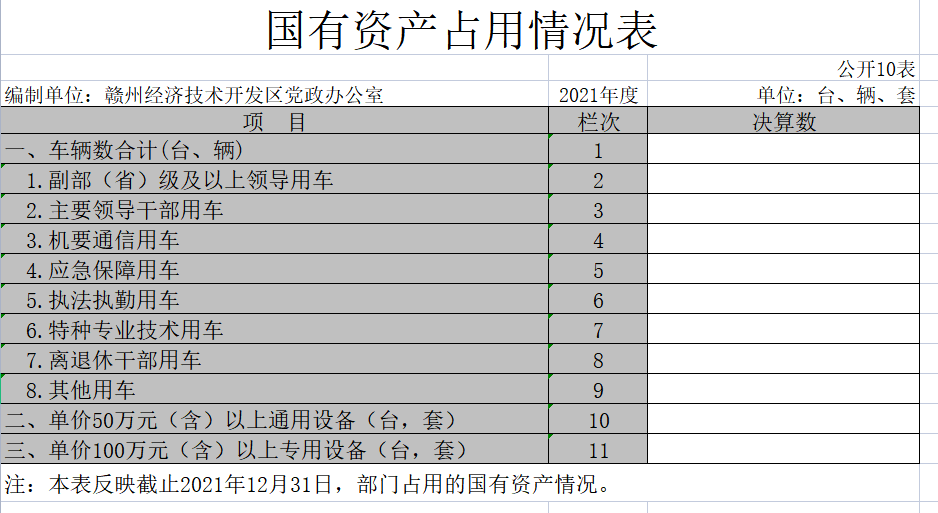 国有资产占用情况表
公开10表
编制单位：赣州经济技术开发区党政办公室 2021年度 单位：台、辆、套
项　目 栏次 决算数
一、车辆数合计(台、辆) 1
1.副部（省）级及以上领导用车 2
2.主要领导干部用车 3
3.机要通信用车 4
4.应急保障用车 5
5.执法执勤用车 6
6.特种专业技术用车 7
7.离退休干部用车 8
8.其他用车 9
二、单价50万元（含）以上通用设备（台，套） 10
三、单价100万元（含）以上专用设备（台，套） 11
注：本表反映截止2021年12月31日，部门占用的国有资产情况。